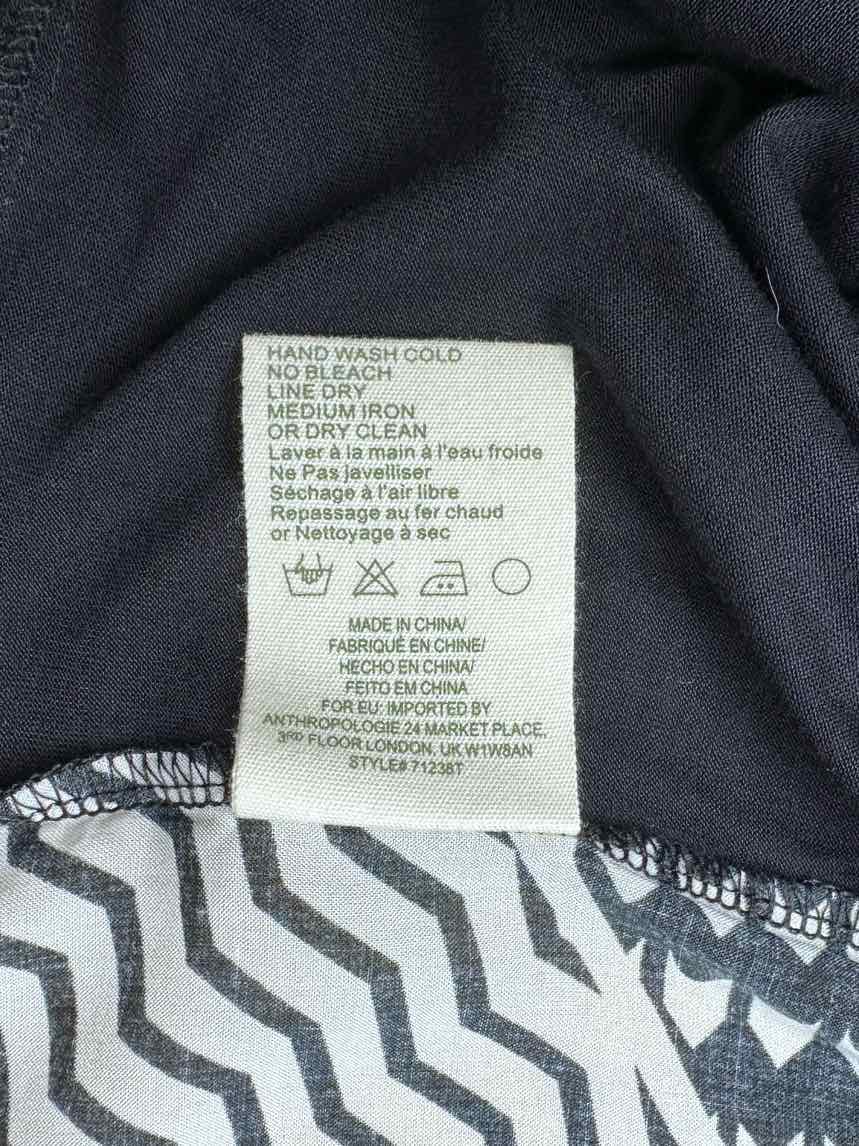 HAND WASH COLD
NO BLEACH
LINE DRY
MEDIUM IRON
OR DRY CLEAN
Laver à la main à l'eau froide
Ne Pas javelliser
Séchage à l'air libre
Repassage au fer chaud
or Nettoyage à sec
MADE IN CHINA/
FABRIQUÉ EN CHINE/
HECHO EN CHINA/
FEITO EM CHINA
FOR EU: IMPORTED BY
ANTHROPOLOGIE 24 MARKET PLACE,
3RD FLOOR LONDON, UK W1W8AN
STYLE# 71238T